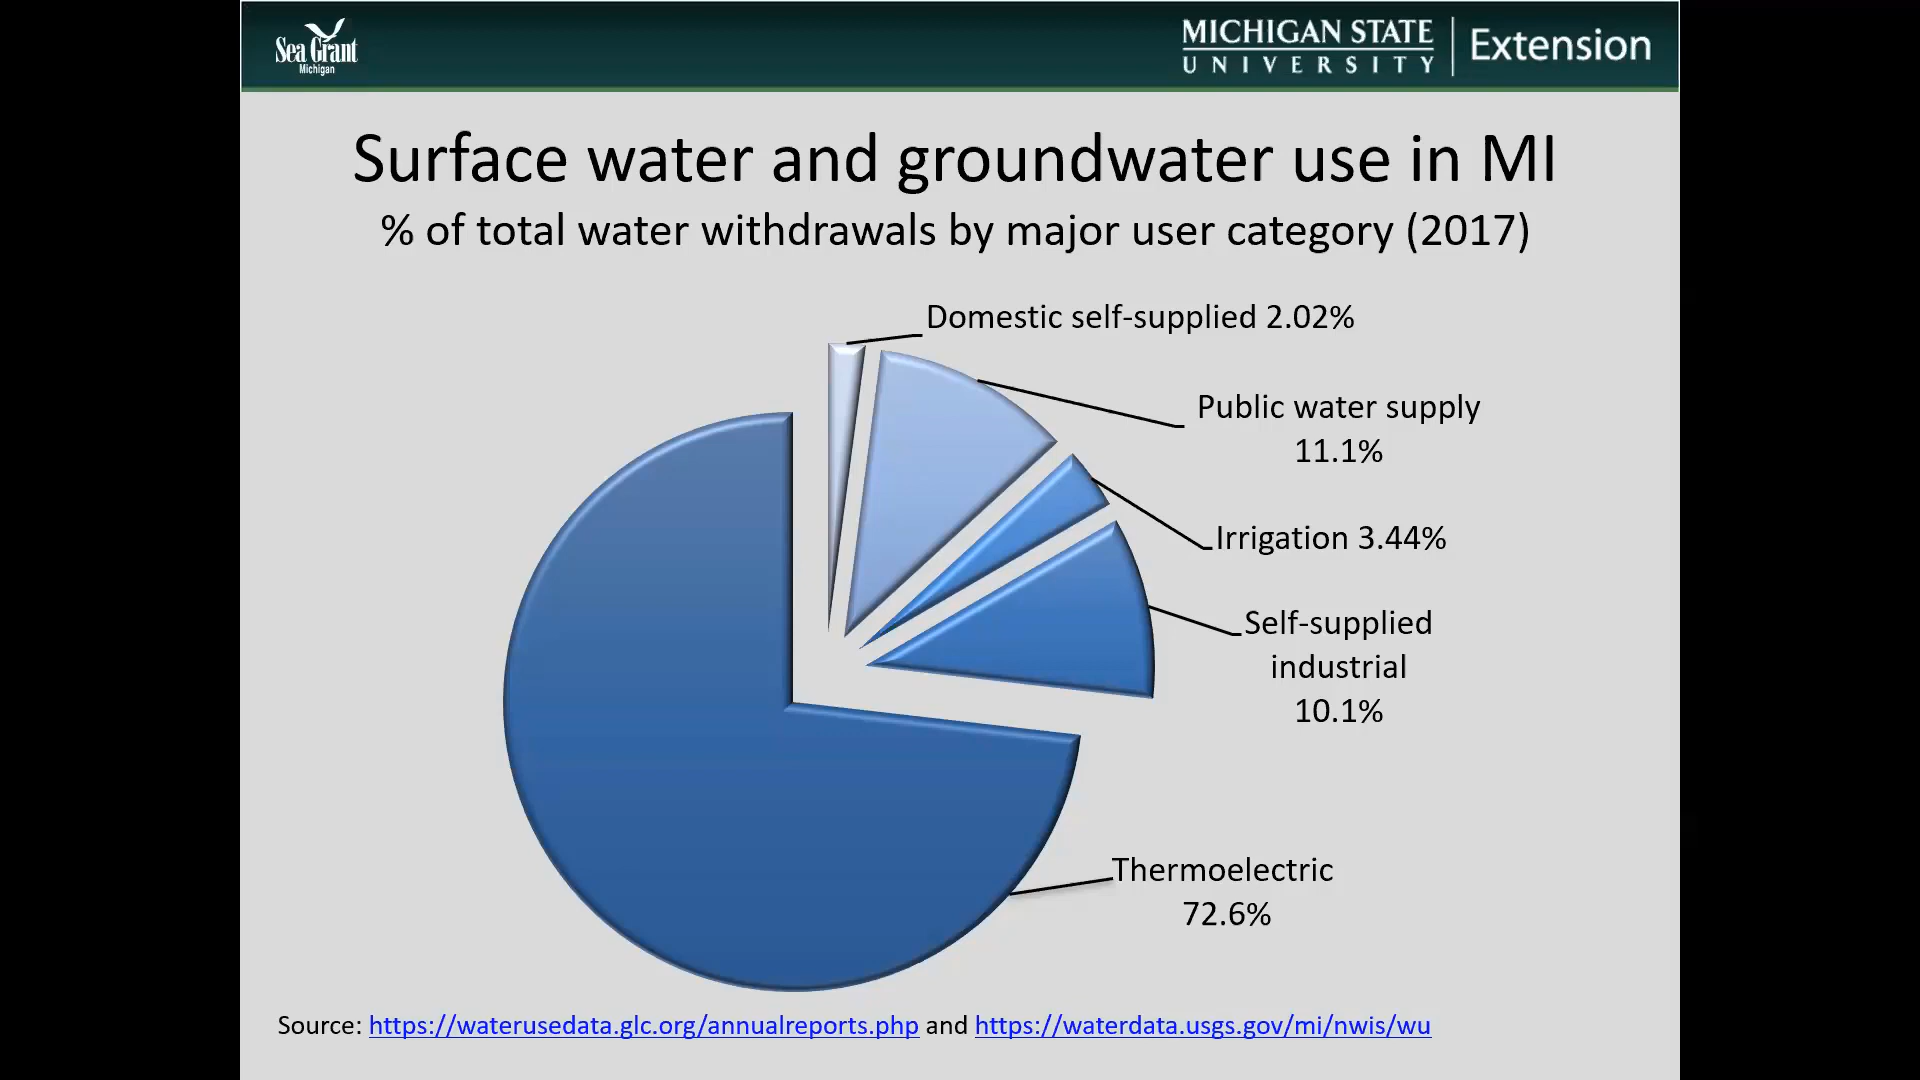 Sea Grant
Michigan
MICHIGAN STATE
UNIVERSITY
Extension
Surface water and groundwater use in MI
% of total water withdrawals by major user category (2017)
Domestic self-supplied 2.02%
Public water supply
11.1%
Irrigation 3.44%
Self-supplied
industrial
10.1%
Thermoelectric
72.6%
Source: https://waterusedata.glc.org/annualreports.php and https://waterdata.usgs.gov/mi/nwis/wu